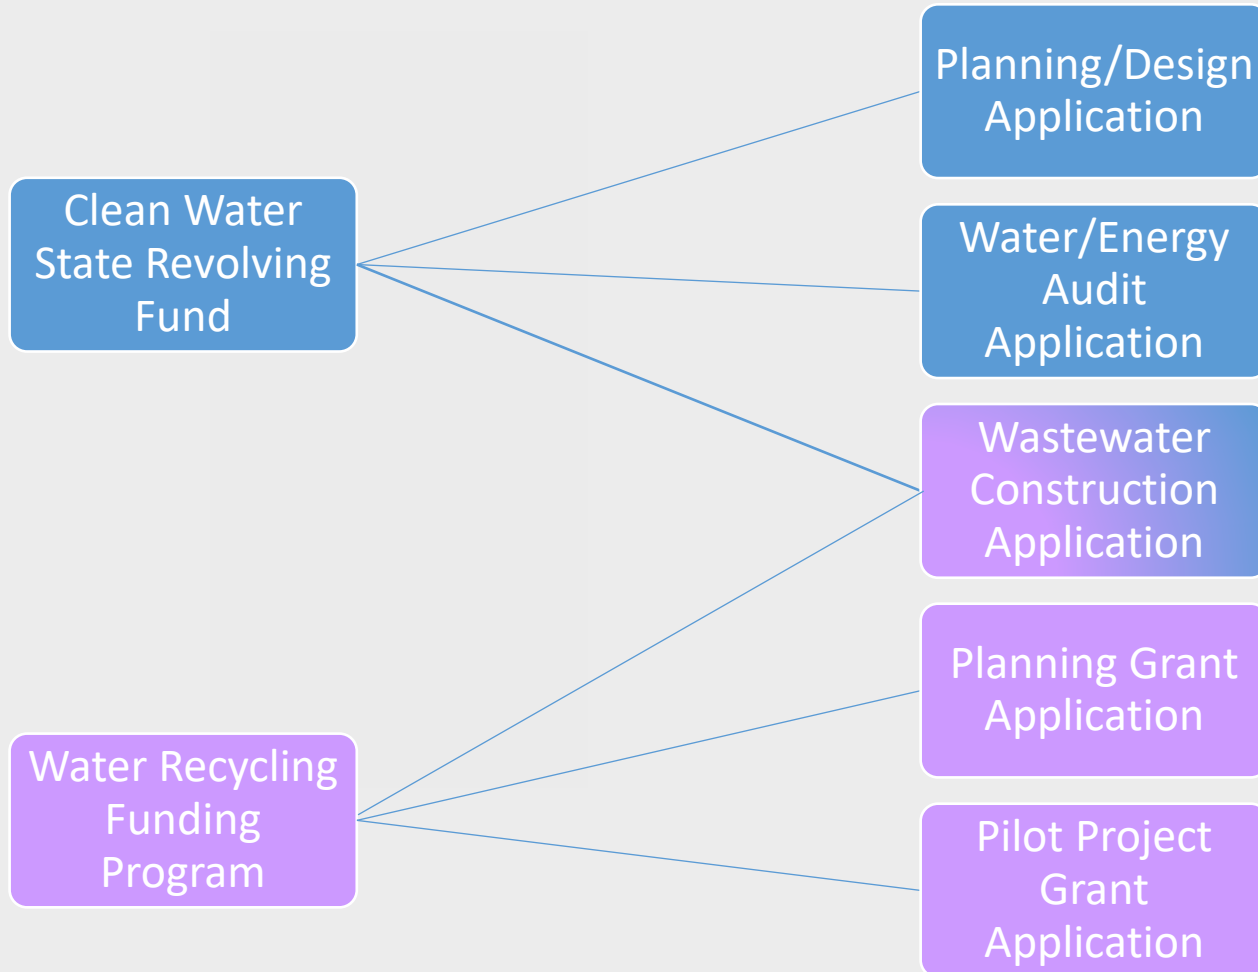 Clean Water
State Revolving
Fund
Water Recycling
Funding
Program
Planning/Design
Application
Water/Energy
Audit
Application
Wastewater
Construction
Application
Planning Grant
Application
Pilot Project
Grant
Application